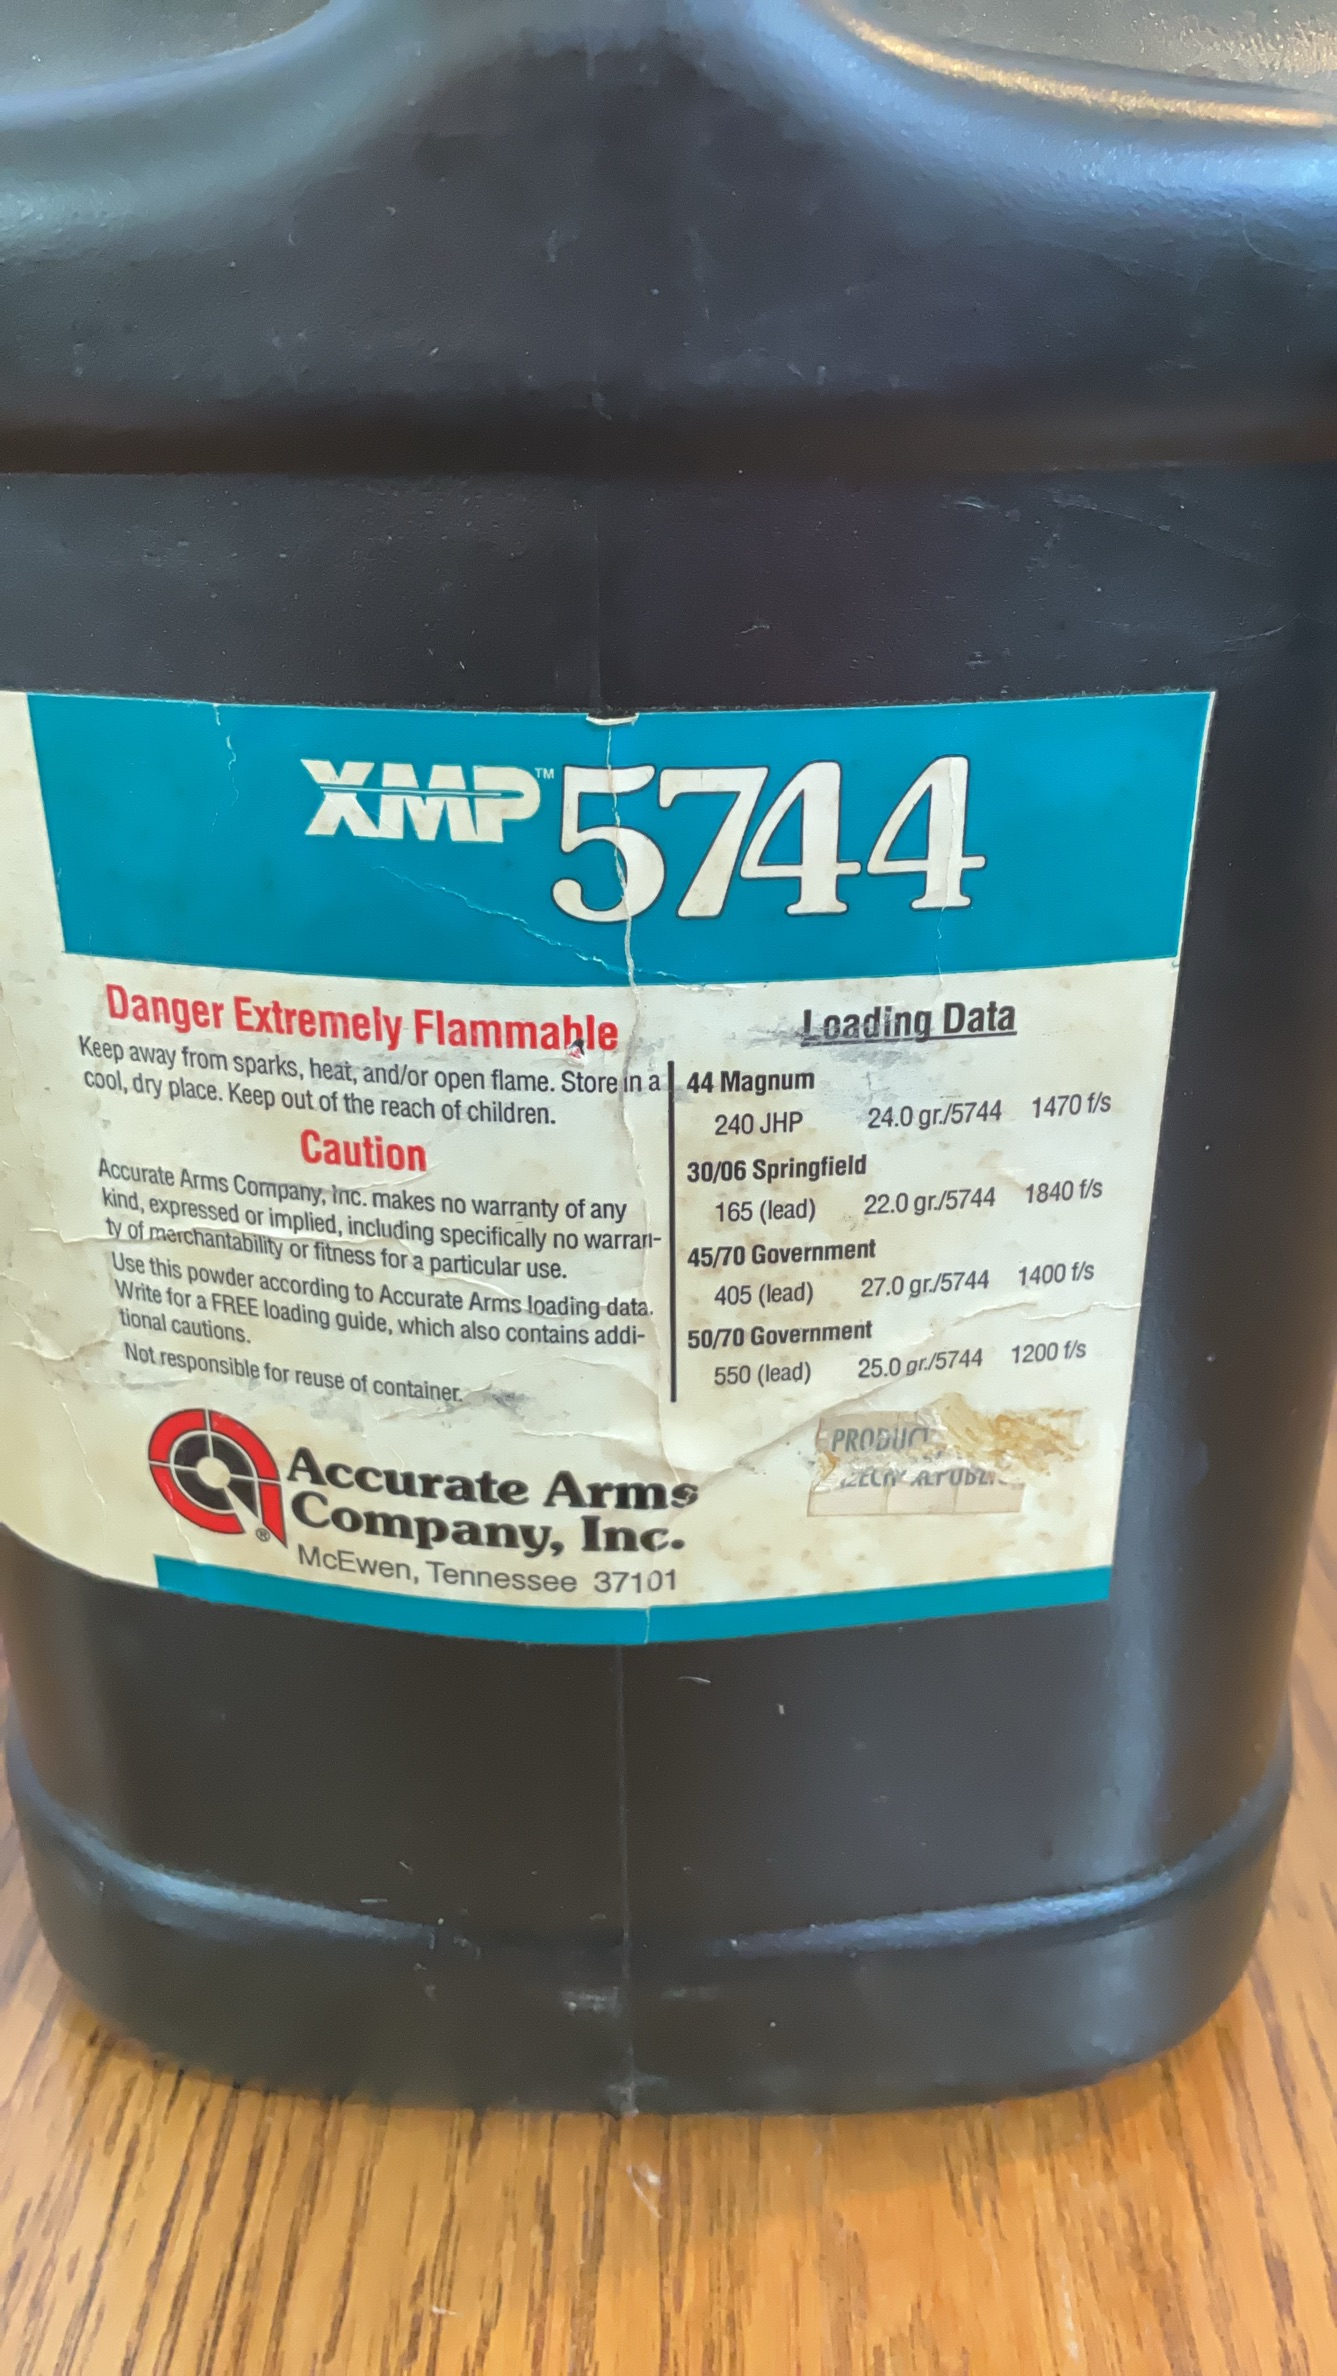 XMP™ 5744
Danger Extremely Flammable
Keep away from sparks, heat, and/or open flame. Store in a
cool, dry place. Keep out of the reach of children.
Caution
Accurate Arms Company, Inc. makes no warranty of any
kind, expressed or implied, including specifically no warran-
ty of merchantability or fitness for a particular use.
Use this powder according to Accurate Arms loading data.
Write for a FREE loading guide, which also contains addi-
tional cautions.
Not responsible for reuse of container.
Loading Data
44 Magnum
240 JHP 24.0 gr./5744 1470 f/s
30/06 Springfield
165 (lead) 22.0 gr./5744 1840 f/s
45/70 Government
405 (lead) 27.0 gr./5744 1400 f/s
50/70 Government
550 (lead) 25.0 gr./5744 1200 f/s
Accurate Arms
Company, Inc.
®
McEwen, Tennessee 37101